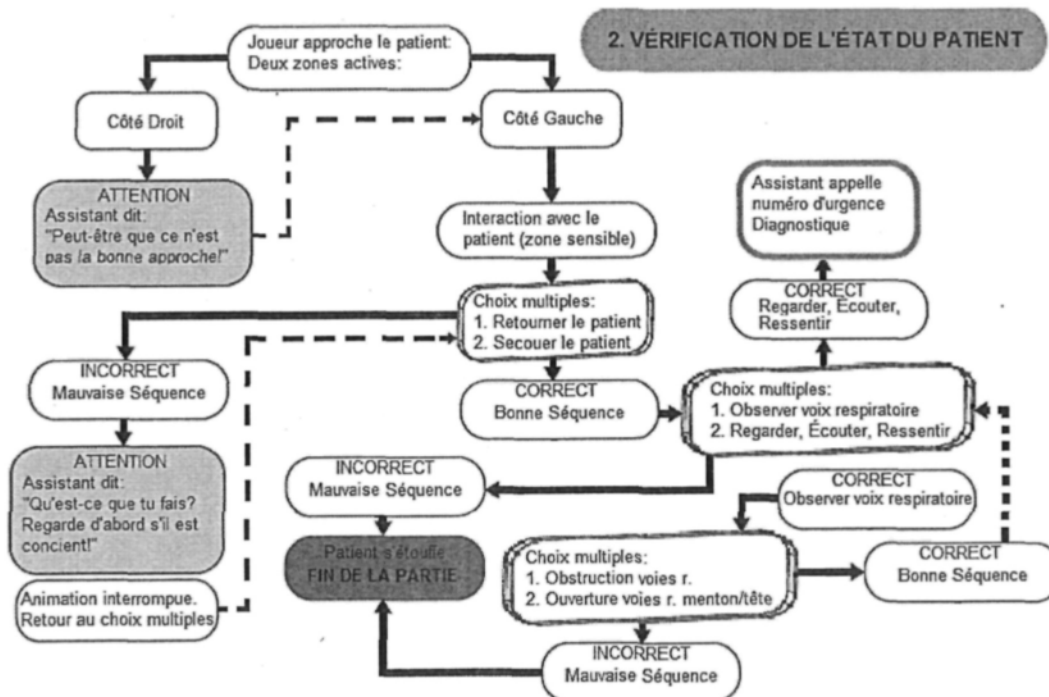 2. VÉRIFICATION DE L'ÉTAT DU PATIENT
Joueur approche le patient:
Deux zones actives:
Côté Droit
Côté Gauche
ATTENTION
Assistant dit:
"Peut-être que ce n'est
pas la bonne approche!"
Interaction avec le
patient (zone sensible)
Assistant appelle
numéro d'urgence
Diagnostique
CORRECT
Regarder, Écouter,
Ressentir
Choix multiples:
1. Retourner le patient
2. Secouer le patient
INCORRECT
Mauvaise Séquence
CORRECT
Bonne Séquence
Choix multiples:
1. Observer voix respiratoire
2. Regarder, Écouter, Ressentir
ATTENTION
Assistant dit:
"Qu'est-ce que tu fais?
Regarde d'abord s'il est
concient!"
INCORRECT
Mauvaise Séquence
CORRECT
Observer voix respiratoire
Patient s'étouffe
FIN DE LA PARTIE
Choix multiples:
1. Obstruction voies r.
2. Ouverture voies r. menton/tête
CORRECT
Bonne Séquence
Animation interrompue.
Retour au choix multiples
INCORRECT
Mauvaise Séquence